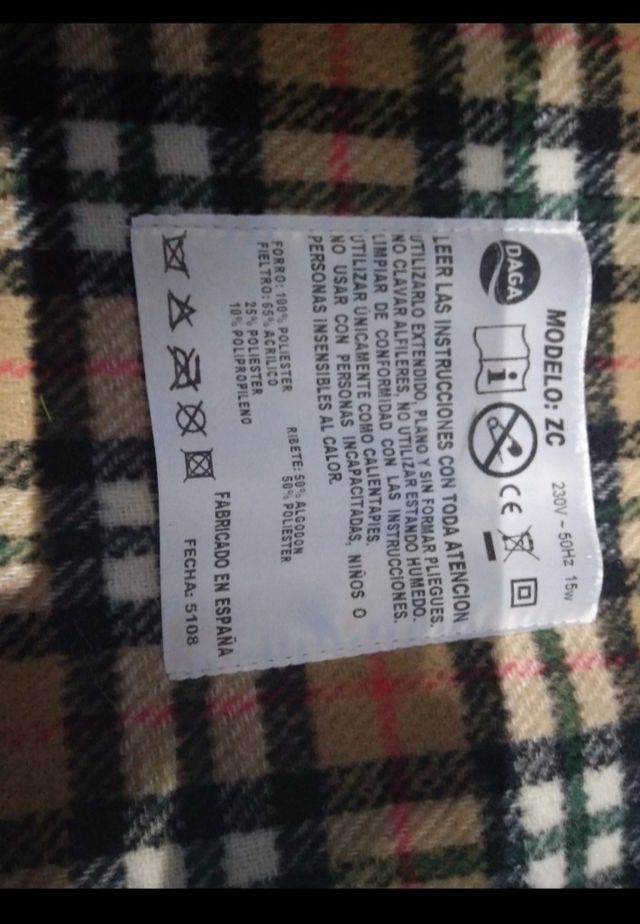 MODELO: ZC
230V ~ 50Hz 15w
DAGA
i
CE
LEER LAS INSTRUCCIONES CON TODA ATENCION
UTILIZARLO EXTENDIDO, PLANO Y SIN FORMAR PLIEGUES.
NO CLAVAR ALFILERES, NO UTILIZAR ESTANDO HUMEDO.
LIMPIAR DE CONFORMIDAD CON LAS INSTRUCCIONES.
UTILIZAR ÚNICAMENTE COMO CALIENTAPIES.
NO USAR CON PERSONAS INCAPACITADAS, NIÑOS O
PERSONAS INSENSIBLES AL CALOR.
FORRO: 100% POLIESTER
FIELTRO: 65% ACRILICO
25% POLIESTER
10% POLIPROPILENO
RIBETE: 50% ALGODON
50% POLIESTER
FABRICADO EN ESPAÑA
FECHA: 5108